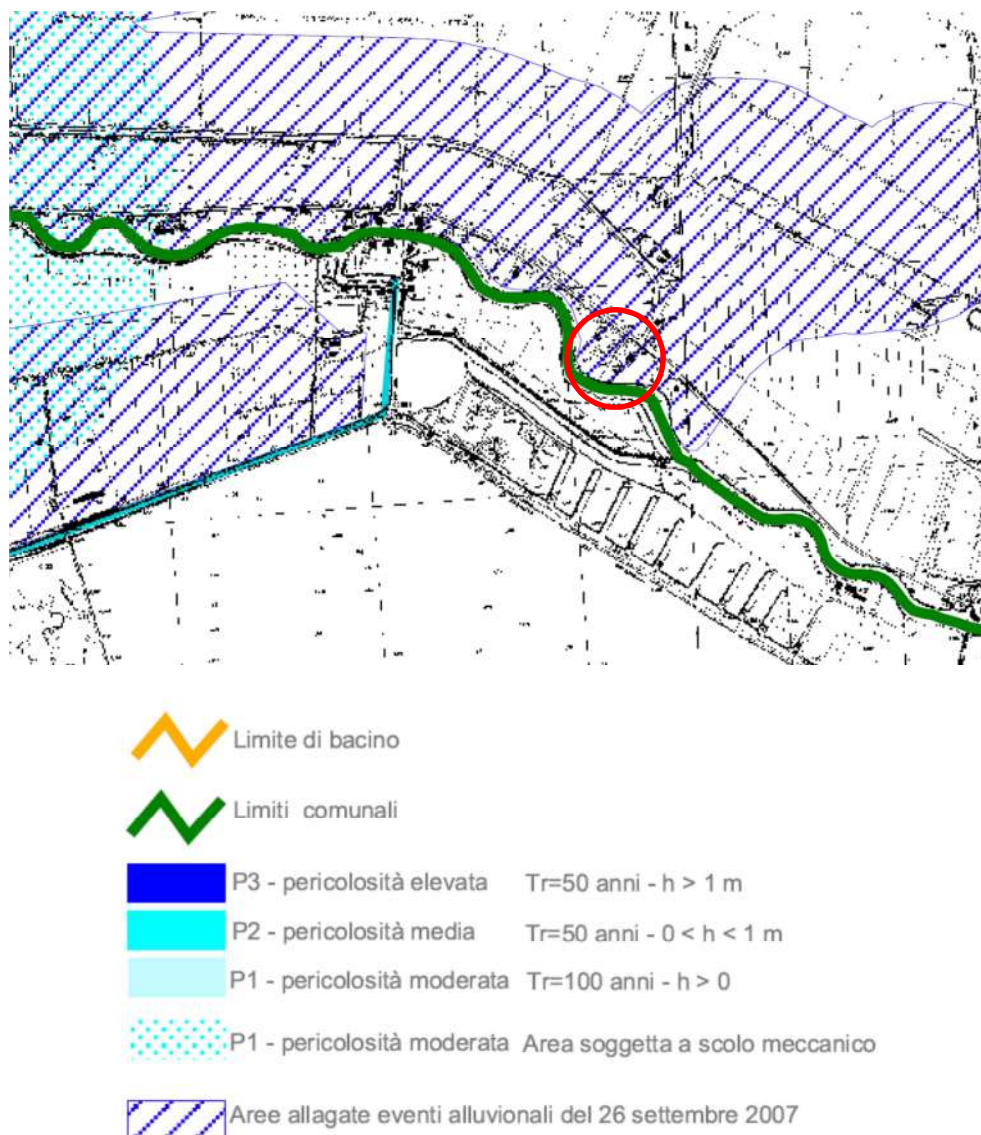 Limite di bacino
Limiti comunali
P3 - pericolosità elevata Tr=50 anni - h > 1 m
P2 - pericolosità media Tr=50 anni - 0 < h < 1 m
P1 - pericolosità moderata Tr=100 anni - h > 0
P1 - pericolosità moderata Area soggetta a scolo meccanico
Aree allagate eventi alluvionali del 26 settembre 2007